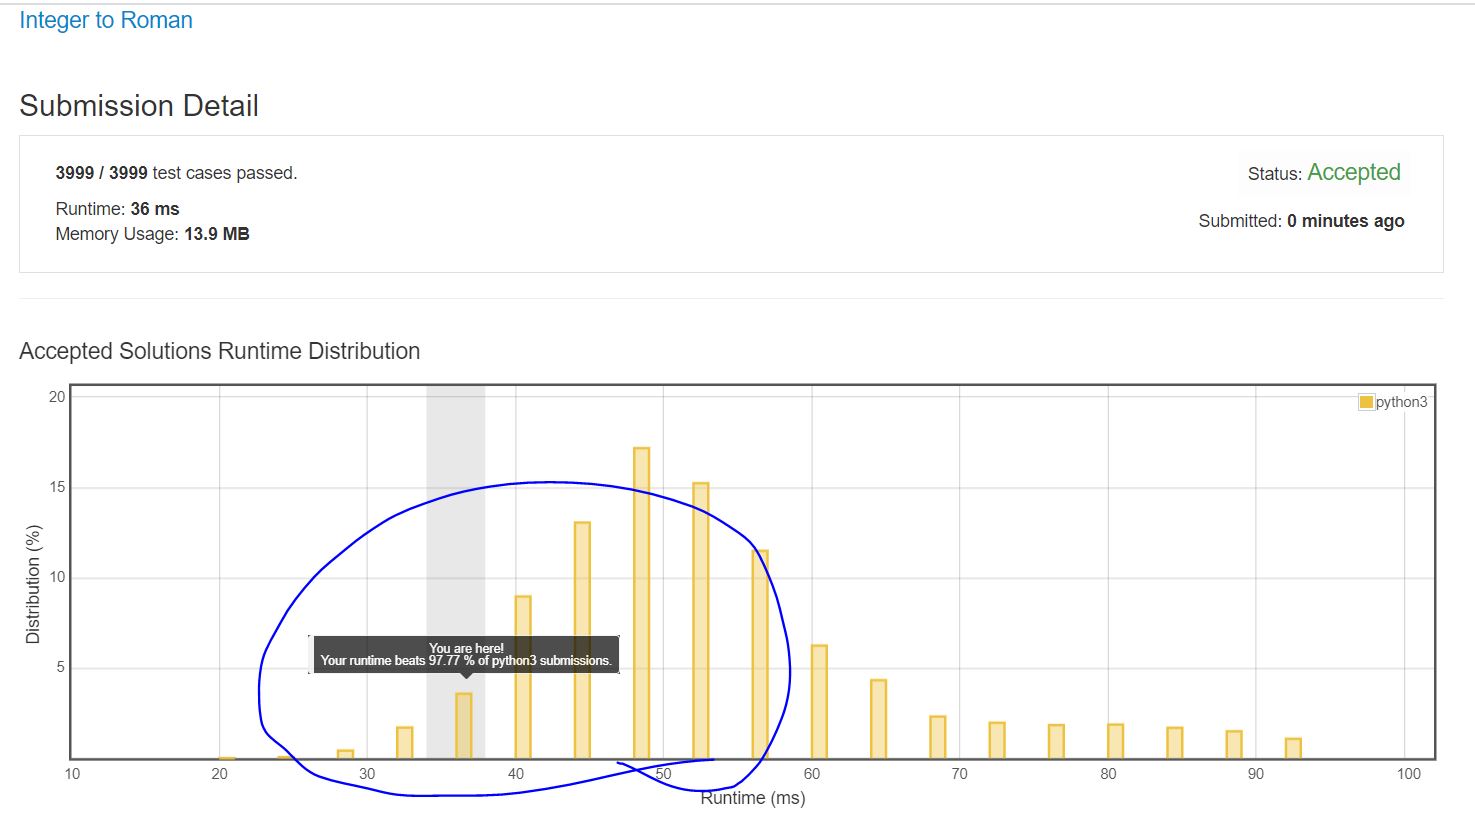 Integer to Roman
Submission Detail
3999 / 3999 test cases passed.
Status: Accepted
Runtime: 36 ms
Submitted: 0 minutes ago
Memory Usage: 13.9 MB
Accepted Solutions Runtime Distribution
20
python3
15
Distribution (%)
10
You are here!
Your runtime beats 97.77 % of python3 submissions.
5
10 20 30 40 50 60 70 80 90 100
Runtime (ms)